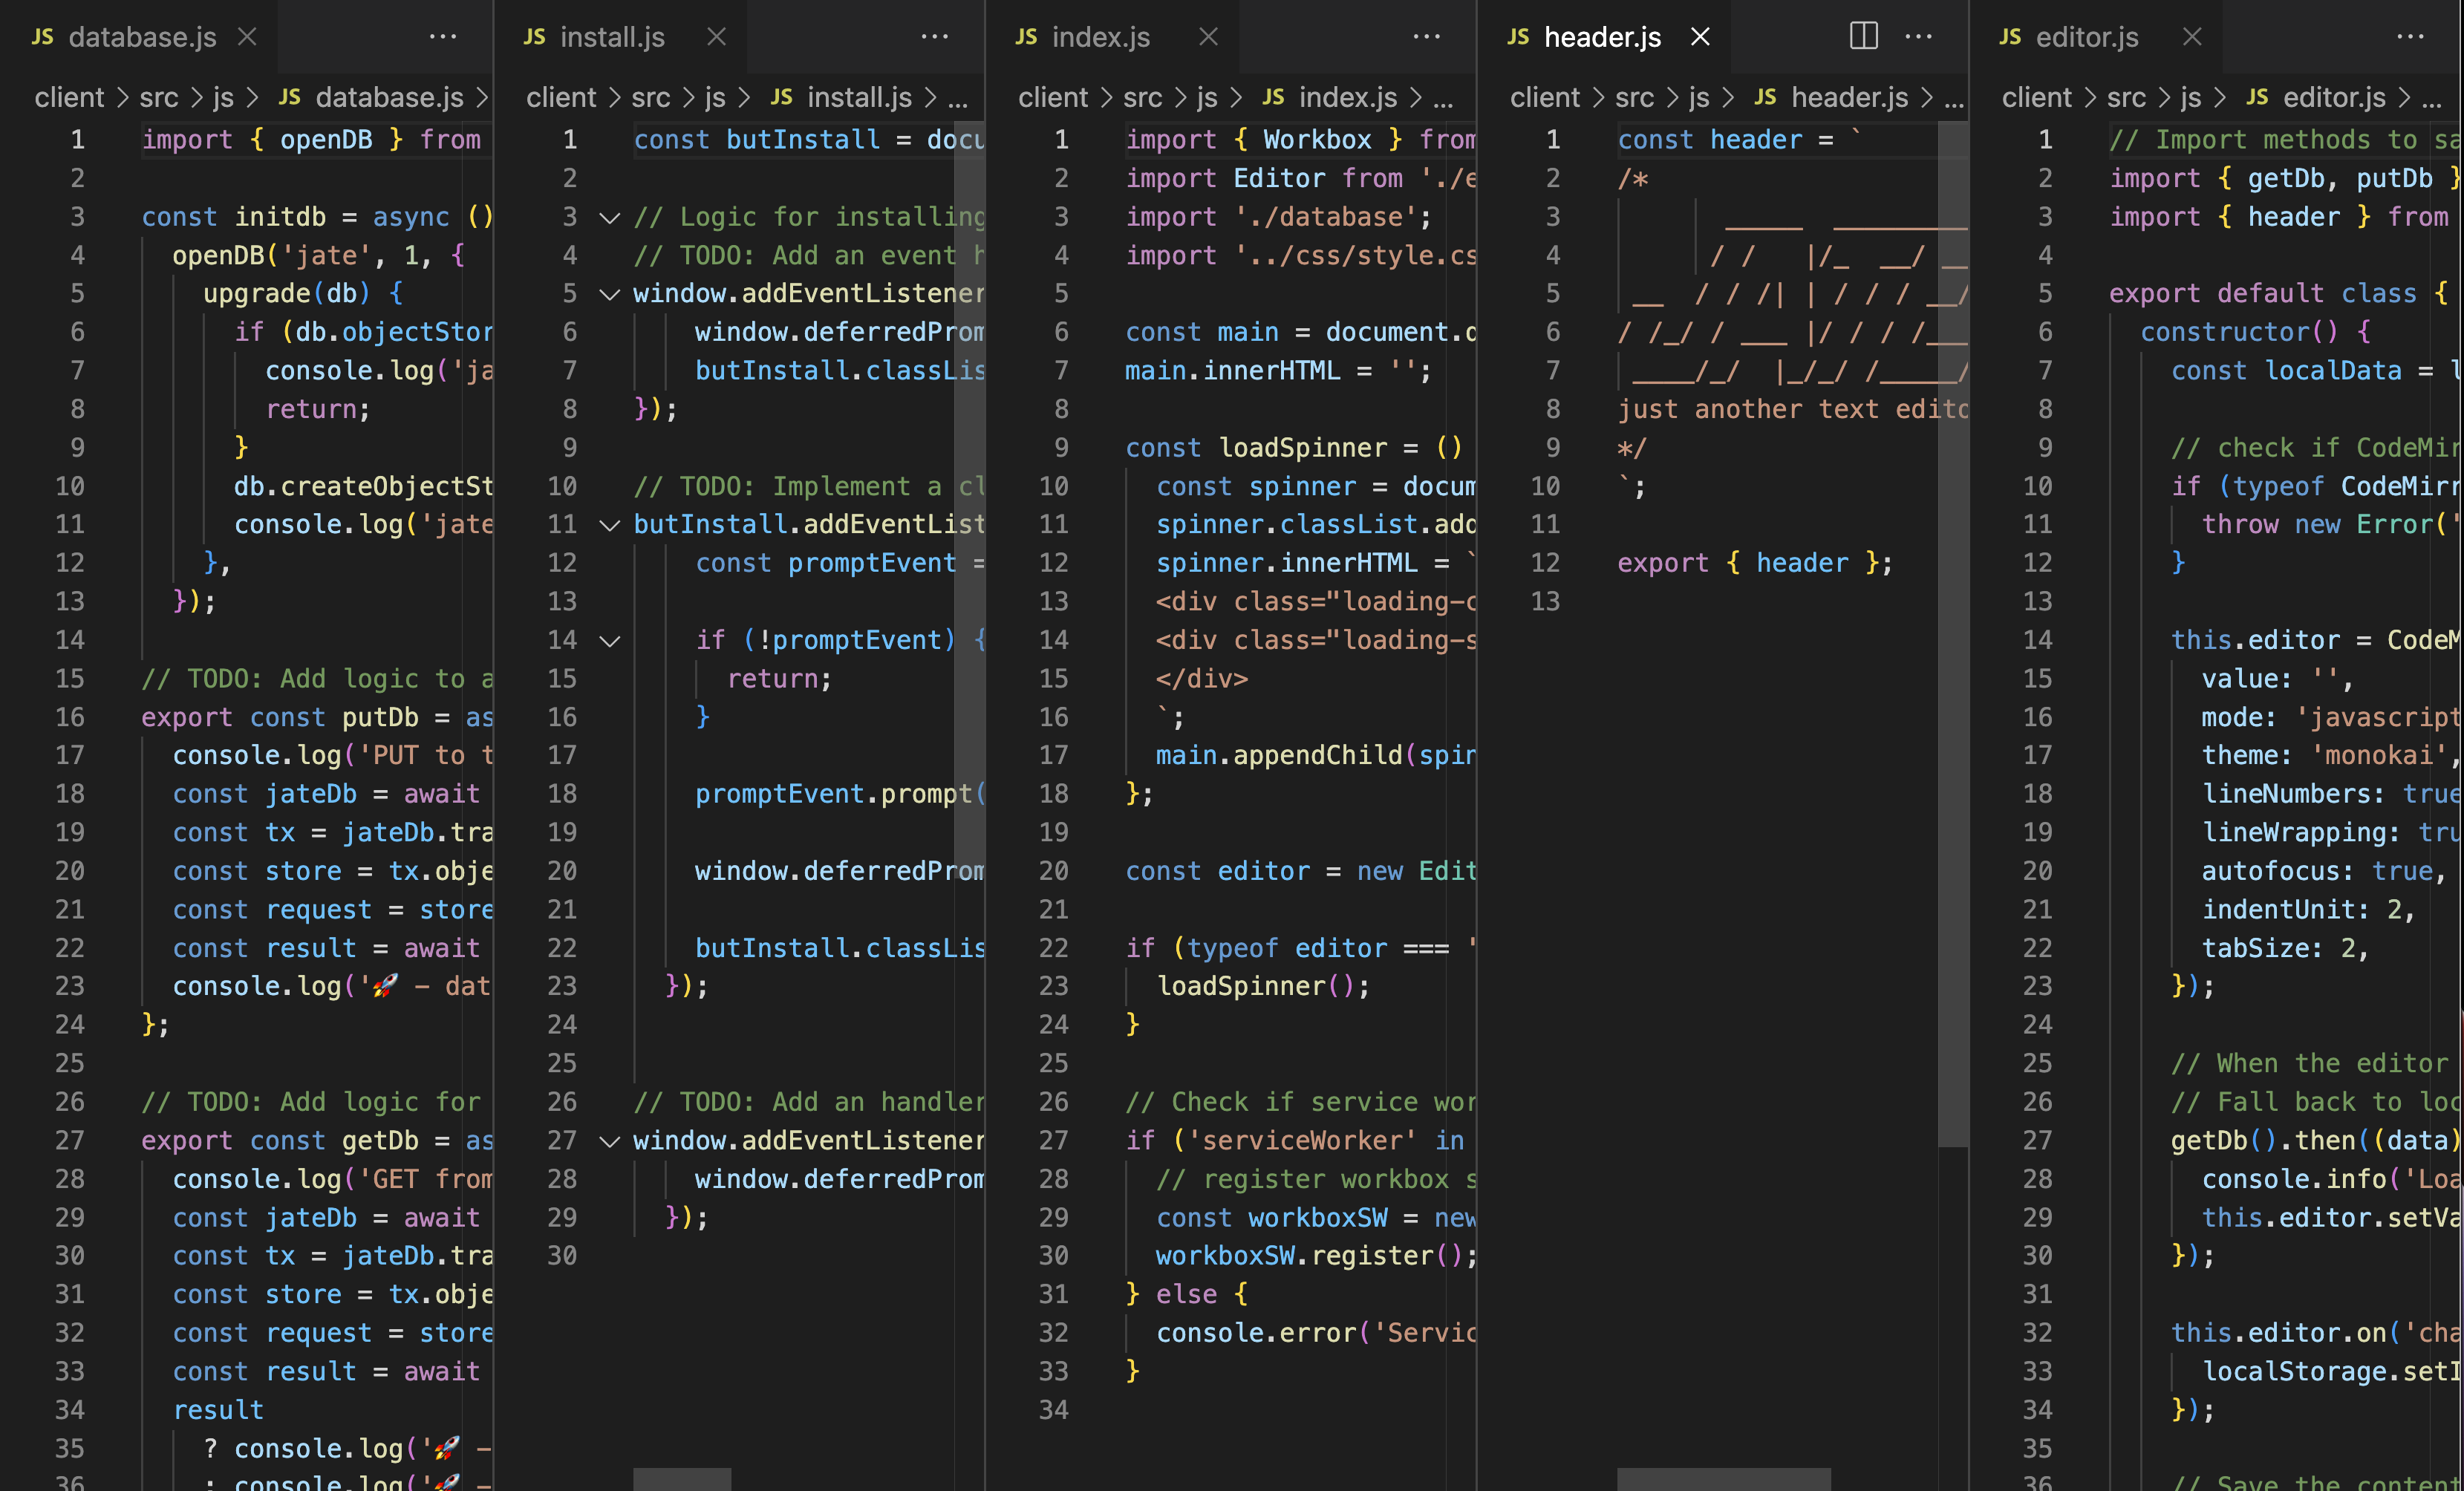 JS database.js
client > src > js > JS database.js >
1 import { openDB } from
2
3 const initdb = async ()
4 openDB('jate', 1, {
5 upgrade(db) {
6 if (db.objectStor
7 console.log('ja
8 return;
9 }
10 db.createObjectSt
11 console.log('jate
12 },
13 });
14
15 // TODO: Add logic to a
16 export const putDb = as
17 console.log('PUT to t
18 const jateDb = await
19 const tx = jateDb.tra
20 const store = tx.obje
21 const request = store
22 const result = await
23 console.log('🚀 - dat
24 };
25
26 // TODO: Add logic for
27 export const getDb = as
28 console.log('GET from
29 const jateDb = await
30 const tx = jateDb.tra
31 const store = tx.obje
32 const request = store
33 const result = await
34 result
35 ? console.log('🚀 -
36 : console.log('🚀 -
JS install.js
client > src > js > JS install.js > ...
1 const butInstall = docu
2
3 // Logic for installing
4 // TODO: Add an event h
5 window.addEventListener
6 window.deferredProm
7 butInstall.classLis
8 });
9
10 // TODO: Implement a cl
11 butInstall.addEventList
12 const promptEvent =
13
14 if (!promptEvent) {
15 return;
16 }
17
18 promptEvent.prompt(
19
20 window.deferredProm
21
22 butInstall.classLis
23 });
24
25
26 // TODO: Add an handler
27 window.addEventListener
28 window.deferredProm
29 });
30
JS index.js
client > src > js > JS index.js > ...
1 import { Workbox } from
2 import Editor from './e
3 import './database';
4 import '../css/style.cs
5
6 const main = document.q
7 main.innerHTML = '';
8
9 const loadSpinner = ()
10 const spinner = docum
11 spinner.classList.add
12 spinner.innerHTML = `
13 <div class="loading-c
14 <div class="loading-s
15 </div>
16 `;
17 main.appendChild(spin
18 };
19
20 const editor = new Edit
21
22 if (typeof editor === '
23 loadSpinner();
24 }
25
26 // Check if service wor
27 if ('serviceWorker' in
28 // register workbox s
29 const workboxSW = new
30 workboxSW.register();
31 } else {
32 console.error('Servic
33 }
34
JS header.js
client > src > js > JS header.js > ...
1 const header = `
2 /*
3 _____ _________
4 / / |/_ __/ __
5 __ / / /| | / / / __/
6 / /_/ / ___ |/ / / /___
7 ____/_/ |_/_/ /_____/
8 just another text edito
9 */
10 `;
11
12 export { header };
13
JS editor.js
client > src > js > JS editor.js > ...
1 // Import methods to sa
2 import { getDb, putDb }
3 import { header } from
4
5 export default class {
6 constructor() {
7 const localData = l
8
9 // check if CodeMir
10 if (typeof CodeMirr
11 throw new Error('
12 }
13
14 this.editor = CodeM
15 value: '',
16 mode: 'javascript
17 theme: 'monokai',
18 lineNumbers: true
19 lineWrapping: tru
20 autofocus: true,
21 indentUnit: 2,
22 tabSize: 2,
23 });
24
25 // When the editor
26 // Fall back to loc
27 getDb().then((data)
28 console.info('Loa
29 this.editor.setVa
30 });
31
32 this.editor.on('cha
33 localStorage.setI
34 });
35
36 // Save the content